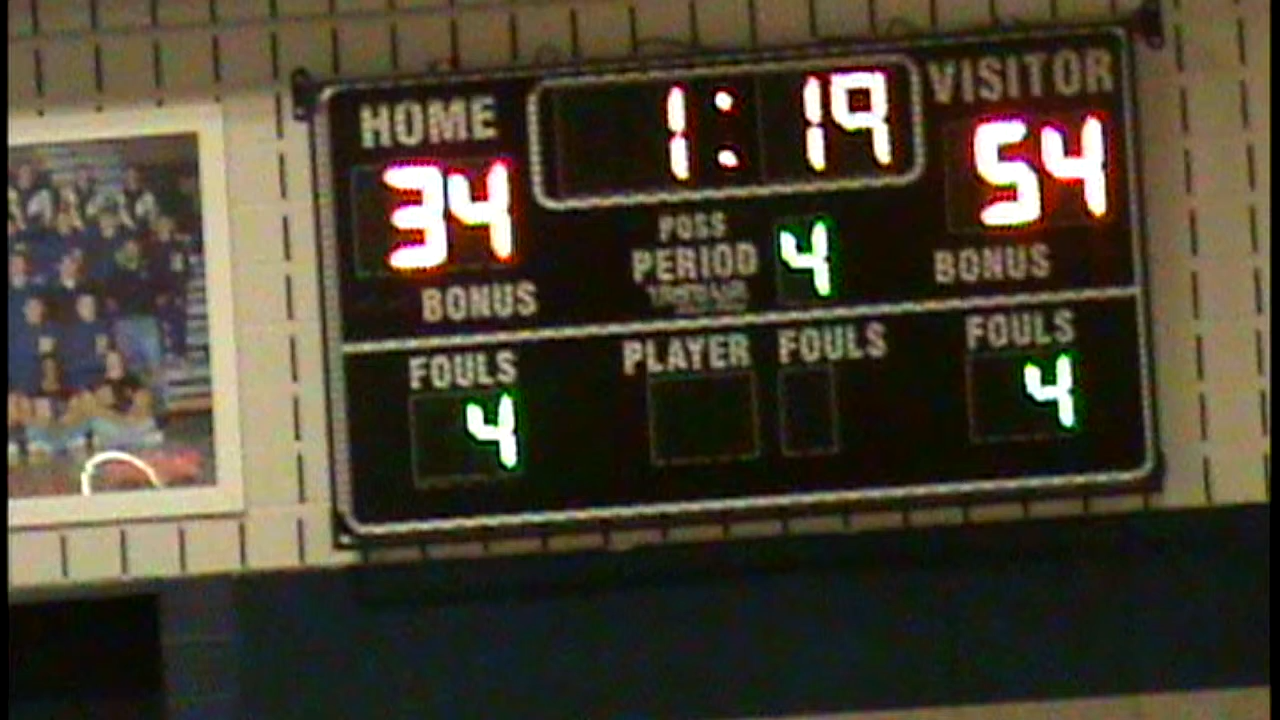 HOME 1:19 VISITOR
34 54
POSS
PERIOD 4
BONUS BONUS
FOULS PLAYER FOULS FOULS
4 4